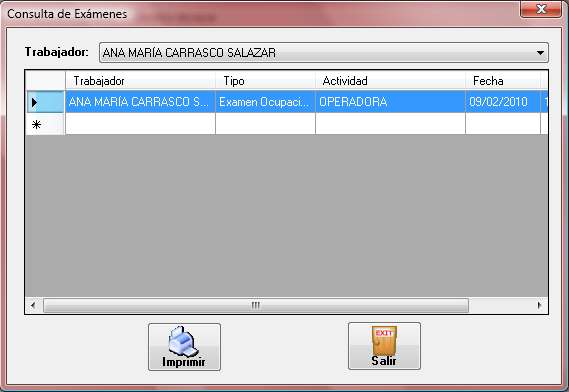 Consulta de Exámenes
Trabajador: ANA MARÍA CARRASCO SALAZAR
Trabajador Tipo Actividad Fecha
ANA MARÍA CARRASCO S... Examen Ocupaci... OPERADORA 09/02/2010 1
EXIT
Imprimir Salir